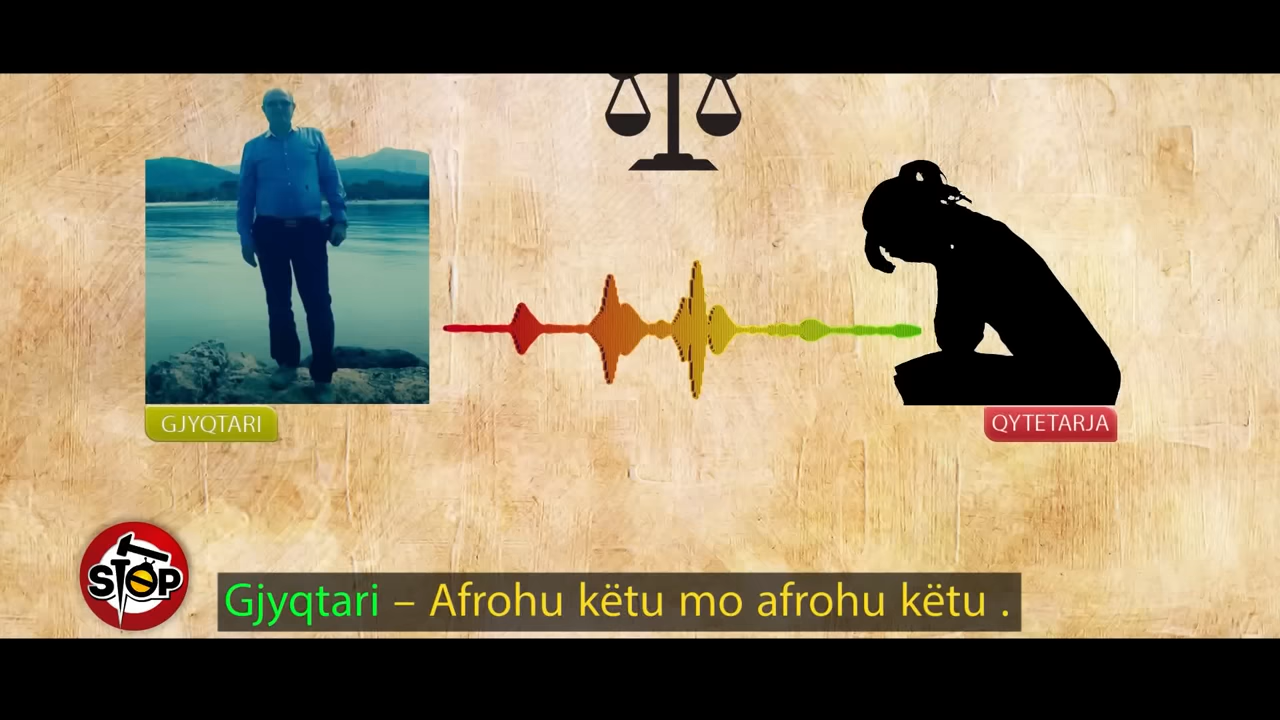 GJYQTARI
QYTETARJA
STOP
Gjyqtari – Afrohu këtu mo afrohu këtu .